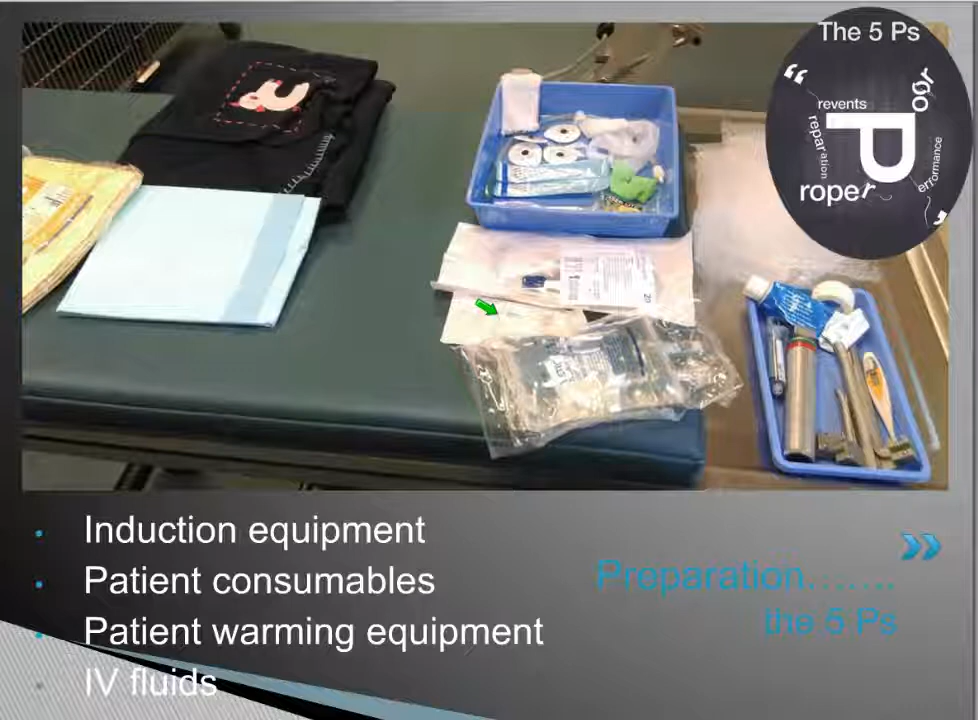 The 5 Ps
“
revents
reparation
roper
P
oor
erformance
”
Induction equipment
Patient consumables
Patient warming equipment
IV fluids
Preparation…….
the 5 Ps